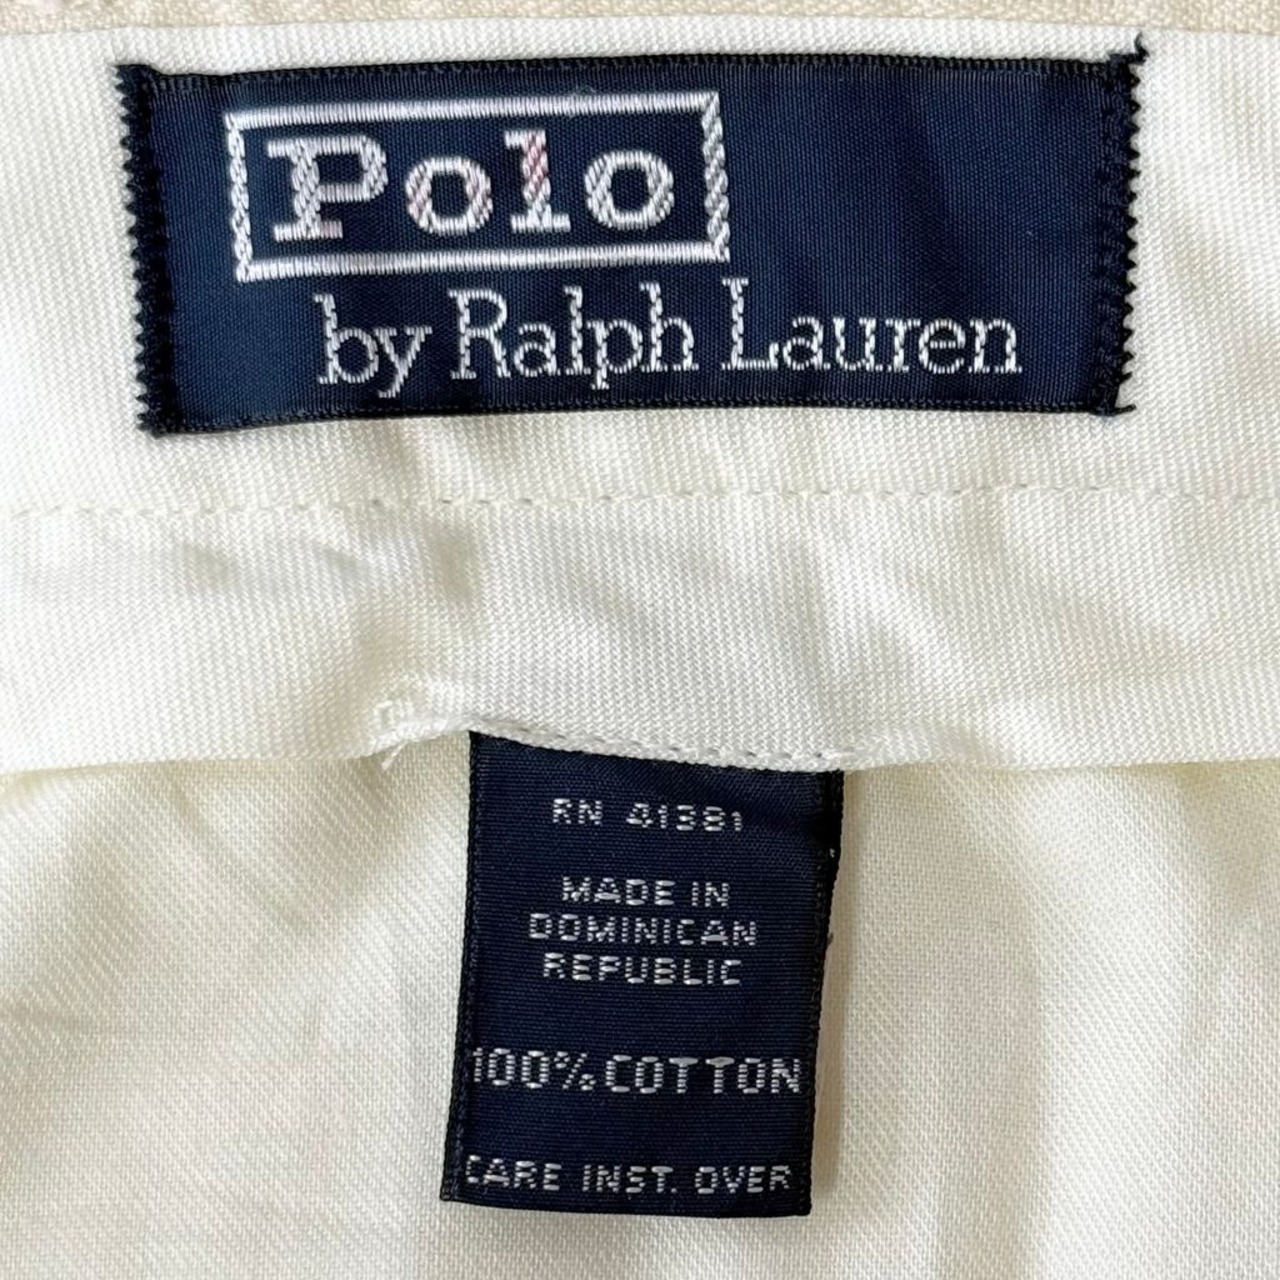 Polo
by Ralph Lauren
RN 41381
MADE IN
DOMINICAN
REPUBLIC
100% COTTON
CARE INST. OVER